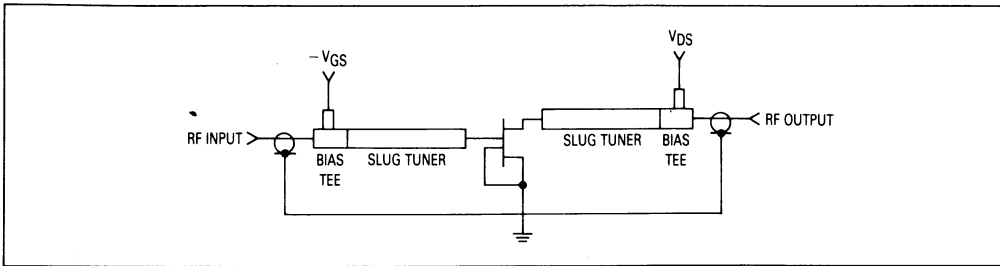 – VGS
VDS
RF INPUT
BIAS TEE
SLUG TUNER
SLUG TUNER
BIAS TEE
RF OUTPUT